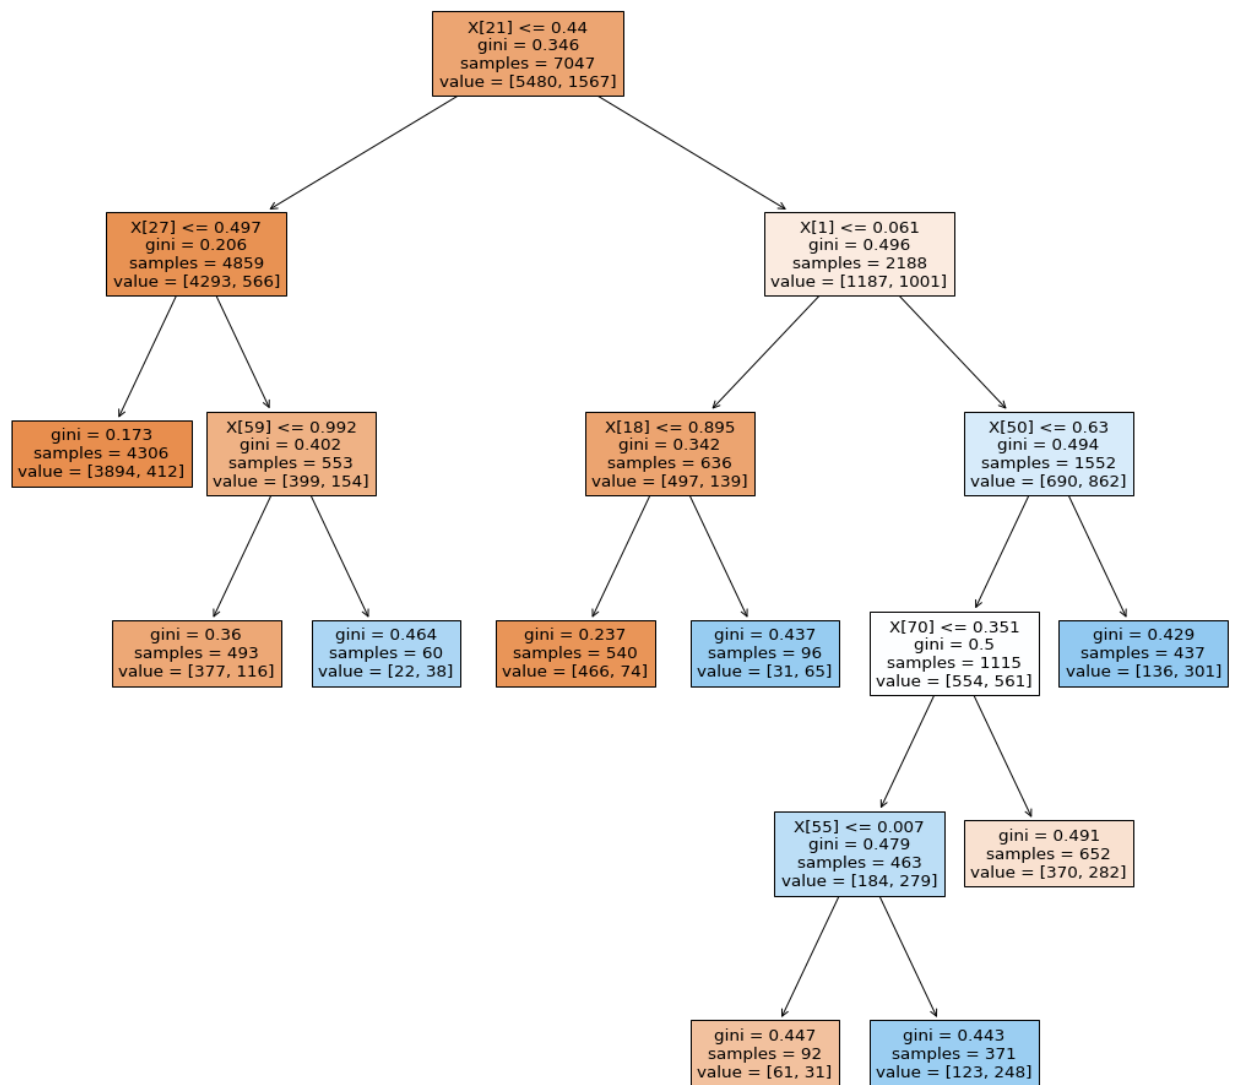 X[21] <= 0.44
gini = 0.346
samples = 7047
value = [5480, 1567]
X[27] <= 0.497
gini = 0.206
samples = 4859
value = [4293, 566]
X[1] <= 0.061
gini = 0.496
samples = 2188
value = [1187, 1001]
gini = 0.173
samples = 4306
value = [3894, 412]
X[59] <= 0.992
gini = 0.402
samples = 553
value = [399, 154]
X[18] <= 0.895
gini = 0.342
samples = 636
value = [497, 139]
X[50] <= 0.63
gini = 0.494
samples = 1552
value = [690, 862]
gini = 0.36
samples = 493
value = [377, 116]
gini = 0.464
samples = 60
value = [22, 38]
gini = 0.237
samples = 540
value = [466, 74]
gini = 0.437
samples = 96
value = [31, 65]
X[70] <= 0.351
gini = 0.5
samples = 1115
value = [554, 561]
gini = 0.429
samples = 437
value = [136, 301]
X[55] <= 0.007
gini = 0.479
samples = 463
value = [184, 279]
gini = 0.491
samples = 652
value = [370, 282]
gini = 0.447
samples = 92
value = [61, 31]
gini = 0.443
samples = 371
value = [123, 248]